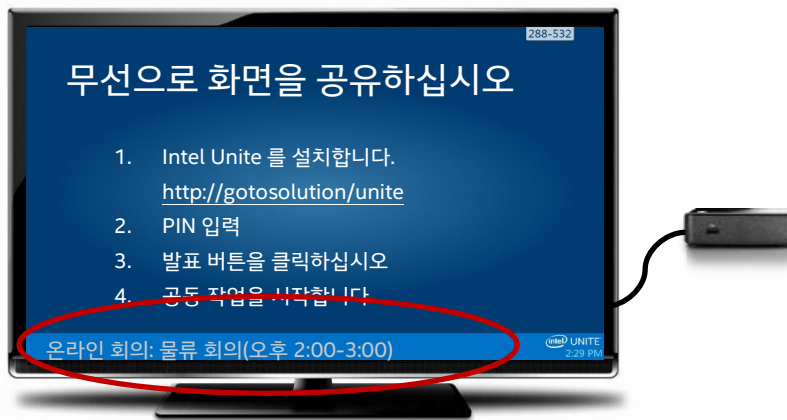 288-532
무선으로 화면을 공유하십시오
1. Intel Unite 를 설치합니다.
http://gotosolution/unite
2. PIN 입력
3. 발표 버튼을 클릭하십시오
4. 공동 작업을 시작합니다.
온라인 회의: 물류 회의(오후 2:00-3:00)
intel UNITE
2:29 PM